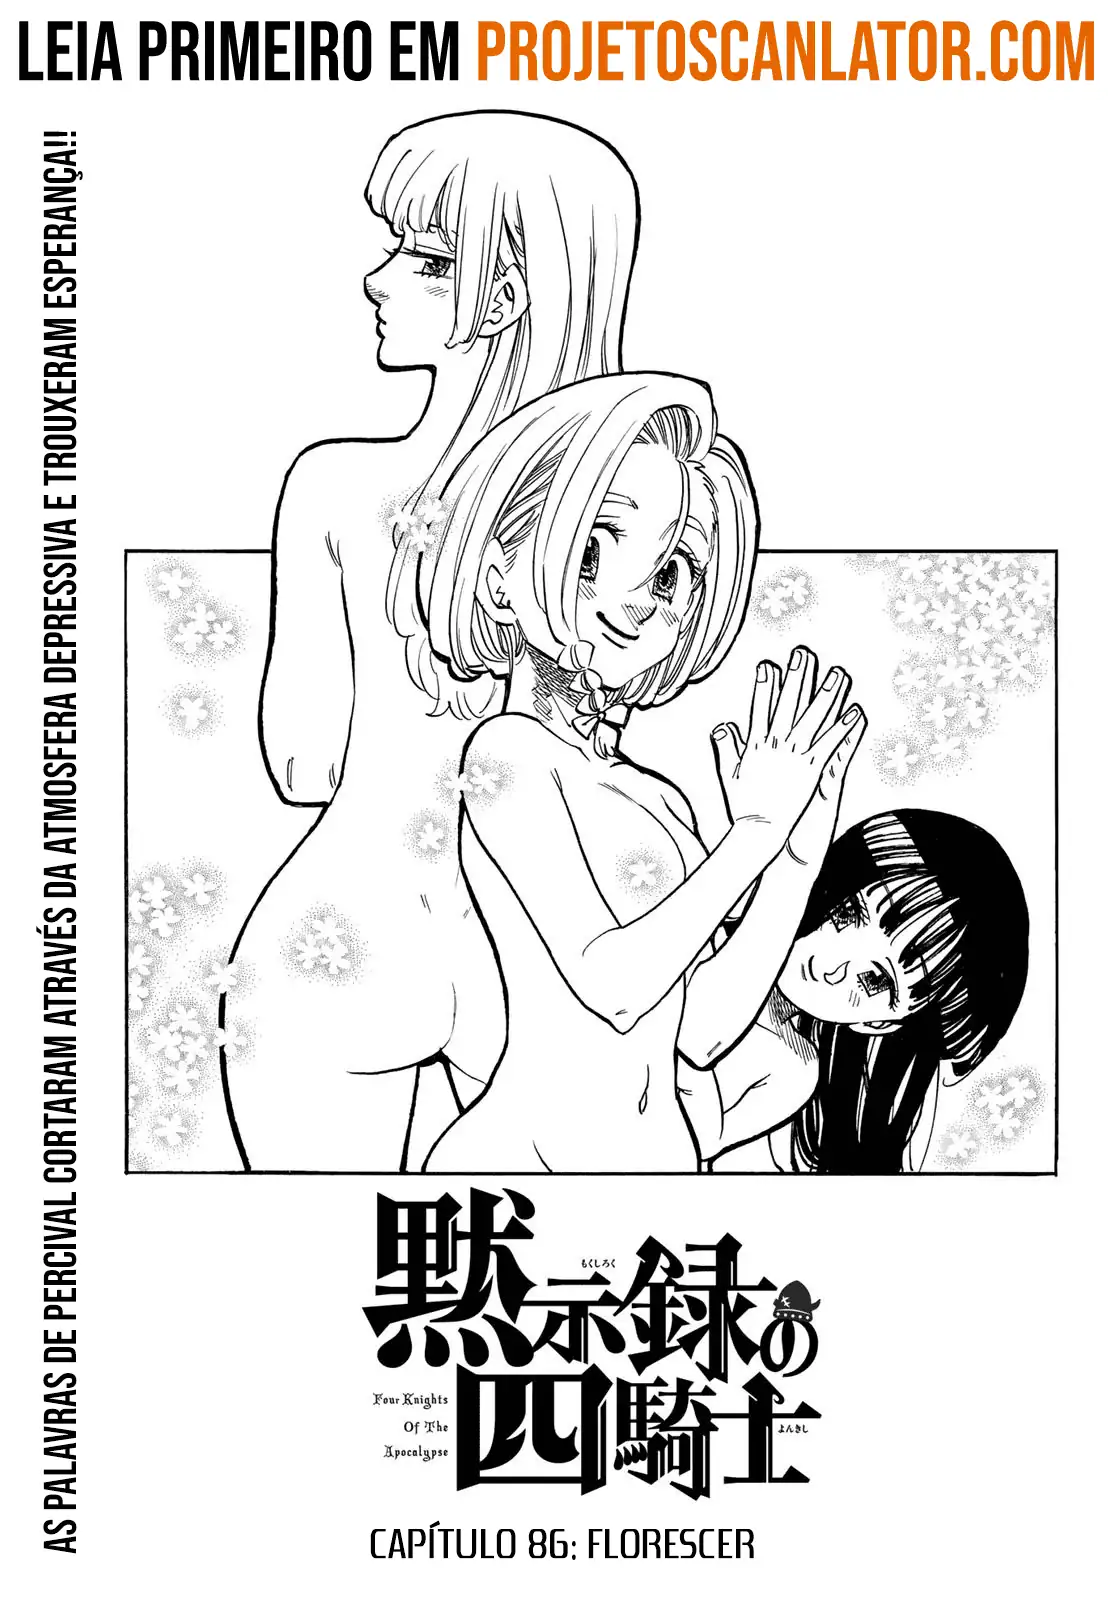 LEIA PRIMEIRO EM PROJETOSCANLATOR.COM
AS PALAVRAS DE PERCIVAL CORTARAM ATRAVÉS DA ATMOSFERA DEPRESSIVA E TROUXERAM ESPERANÇA!!
黙示録の
もくしろく
四騎士
よんきし
Four Knights
Of The
Apocalypse
CAPÍTULO 86: FLORESCER